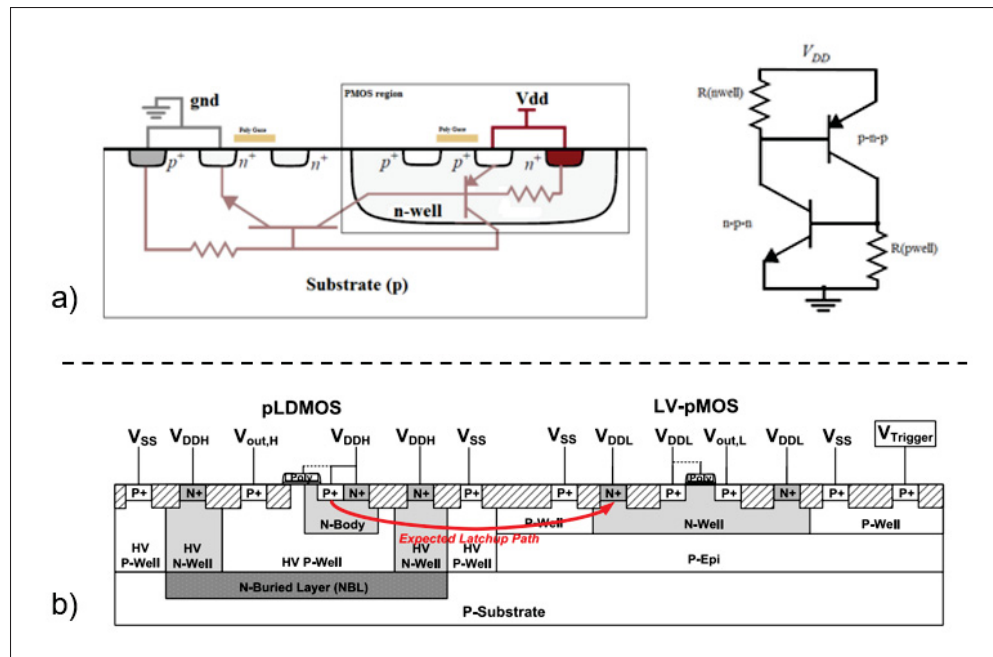 V_DD
R(nwell)
p-n-p
n-p-n
R(pwell)
PMOS region
gnd
Vdd
Poly Gate
Poly Gate
p+ n+ n+ p+ p+ n+
n-well
Substrate (p)
a)
pLDMOS LV-pMOS
VSS VDDH Vout,H VDDH VDDH VSS VSS VDDL VDDL Vout,L VDDL VSS VTrigger
Poly Poly
P+ N+ P+ P+ N+ N+ P+ P+ N+ P+ N+ P+ P+
N-Body P-Well N-Well P-Well
Expected Latchup Path
HV P-Well HV N-Well HV P-Well HV N-Well HV P-Well P-Epi
N-Buried Layer (NBL)
P-Substrate
b)